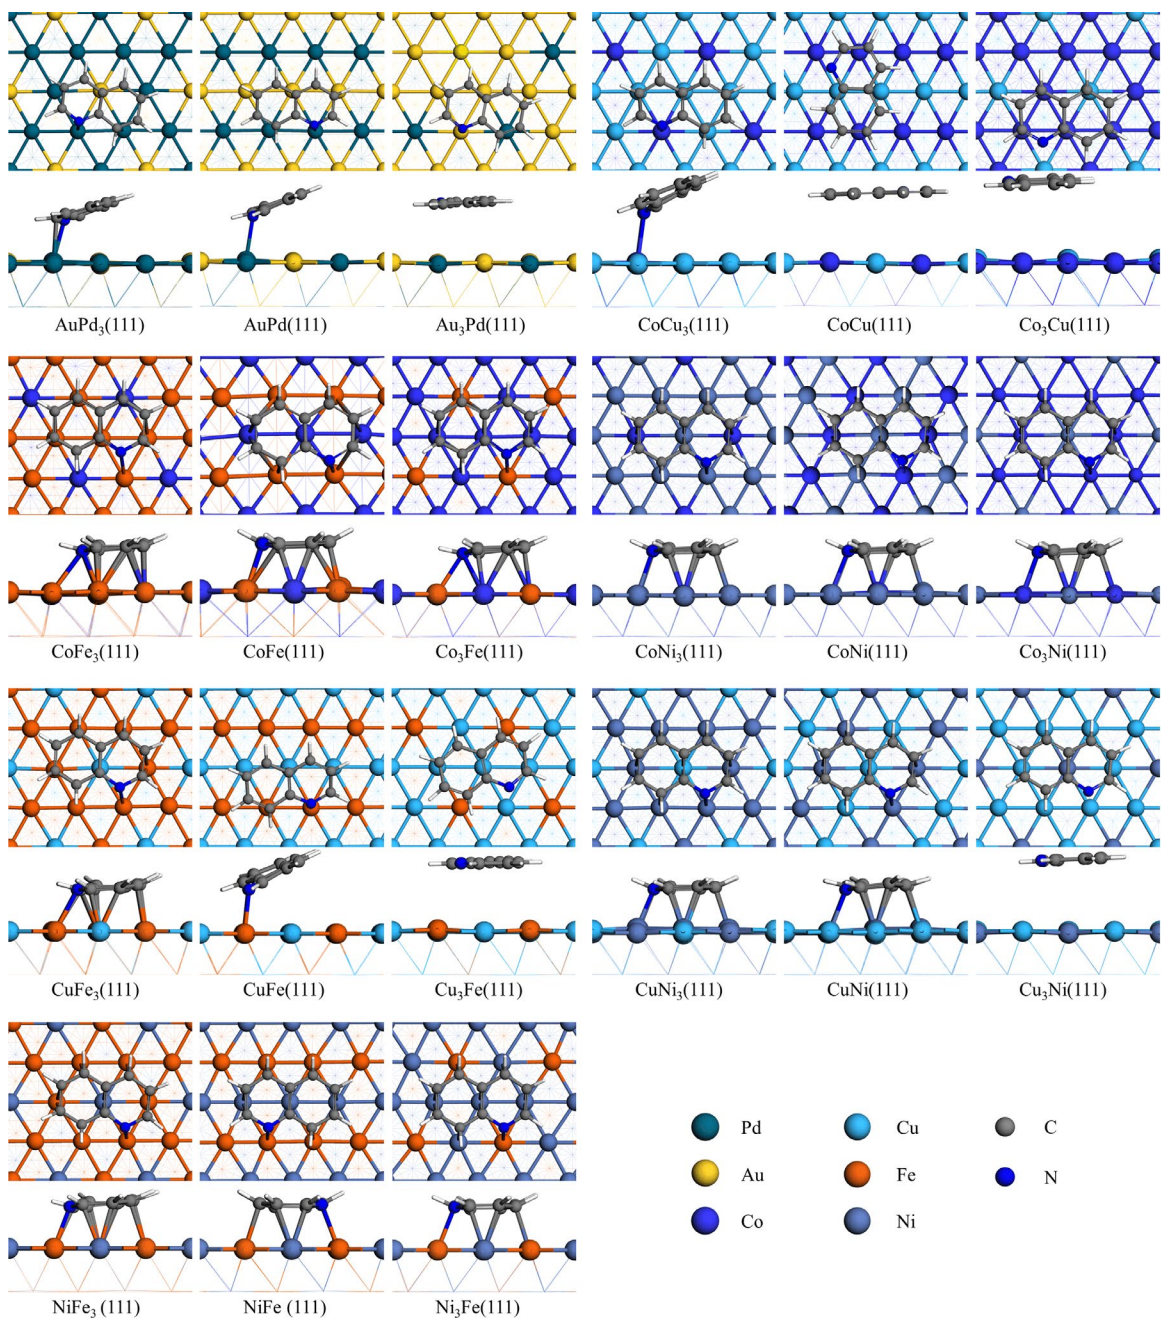 AuPd₃(111) AuPd(111) Au₃Pd(111) CoCu₃(111) CoCu(111) Co₃Cu(111)
CoFe₃(111) CoFe(111) Co₃Fe(111) CoNi₃(111) CoNi(111) Co₃Ni(111)
CuFe₃(111) CuFe(111) Cu₃Fe(111) CuNi₃(111) CuNi(111) Cu₃Ni(111)
Pd Cu C
Au Fe N
Co Ni
NiFe₃ (111) NiFe (111) Ni₃Fe(111)